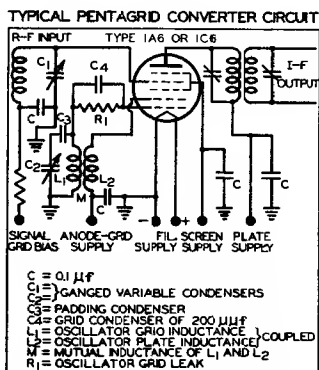 TYPICAL PENTAGRID CONVERTER CIRCUIT
R-F INPUT TYPE 1A6 OR 1C6
C1
C4
I-F
OUTPUT
C
R1
C3
C2
L1
L2
C
C
C
M
- +
SIGNAL ANODE-GRID FIL. SCREEN PLATE
GRID BIAS SUPPLY SUPPLY SUPPLY SUPPLY
C = 0.1 µf
C1 =
C2 = } GANGED VARIABLE CONDENSERS
C3 = PADDING CONDENSER
C4 = GRID CONDENSER OF 200 µµf
L1 = OSCILLATOR GRID INDUCTANCE
L2 = OSCILLATOR PLATE INDUCTANCE } COUPLED
M = MUTUAL INDUCTANCE OF L1 AND L2
R1 = OSCILLATOR GRID LEAK